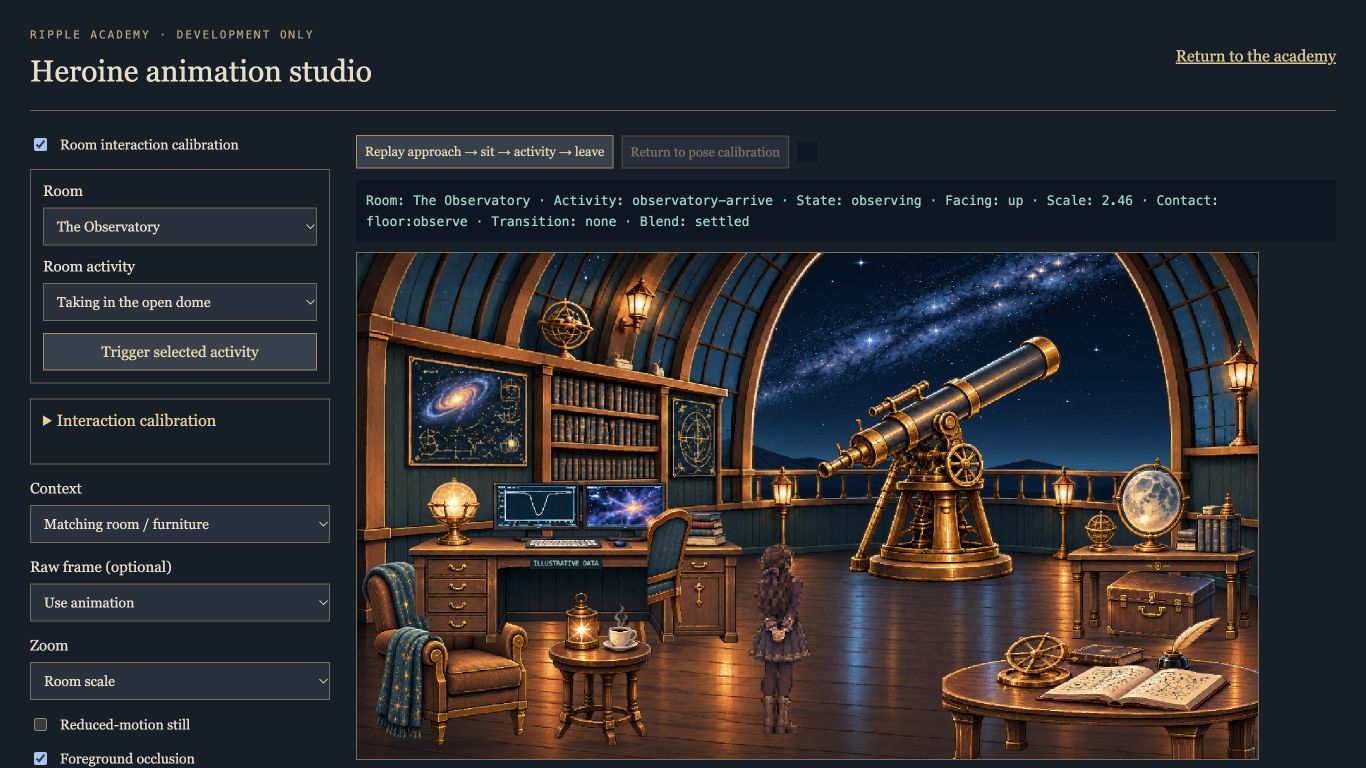 RIPPLE ACADEMY · DEVELOPMENT ONLY
Heroine animation studio
Return to the academy
Room interaction calibration
Room
The Observatory
Room activity
Taking in the open dome
Trigger selected activity
▶ Interaction calibration
Context
Matching room / furniture
Raw frame (optional)
Use animation
Zoom
Room scale
Reduced-motion still
Foreground occlusion
Replay approach → sit → activity → leave
Return to pose calibration
Room: The Observatory · Activity: observatory-arrive · State: observing · Facing: up · Scale: 2.46 · Contact:
floor:observe · Transition: none · Blend: settled
ILLUSTRATIVE DATA